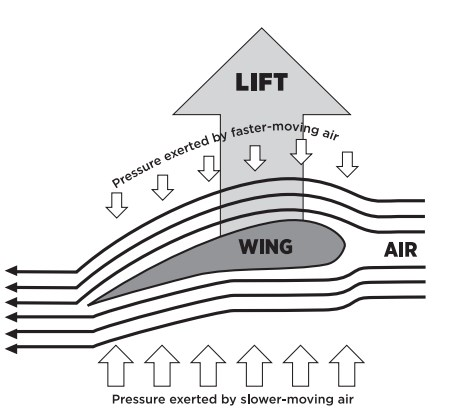 LIFT
Pressure exerted by faster-moving air
WING
AIR
Pressure exerted by slower-moving air